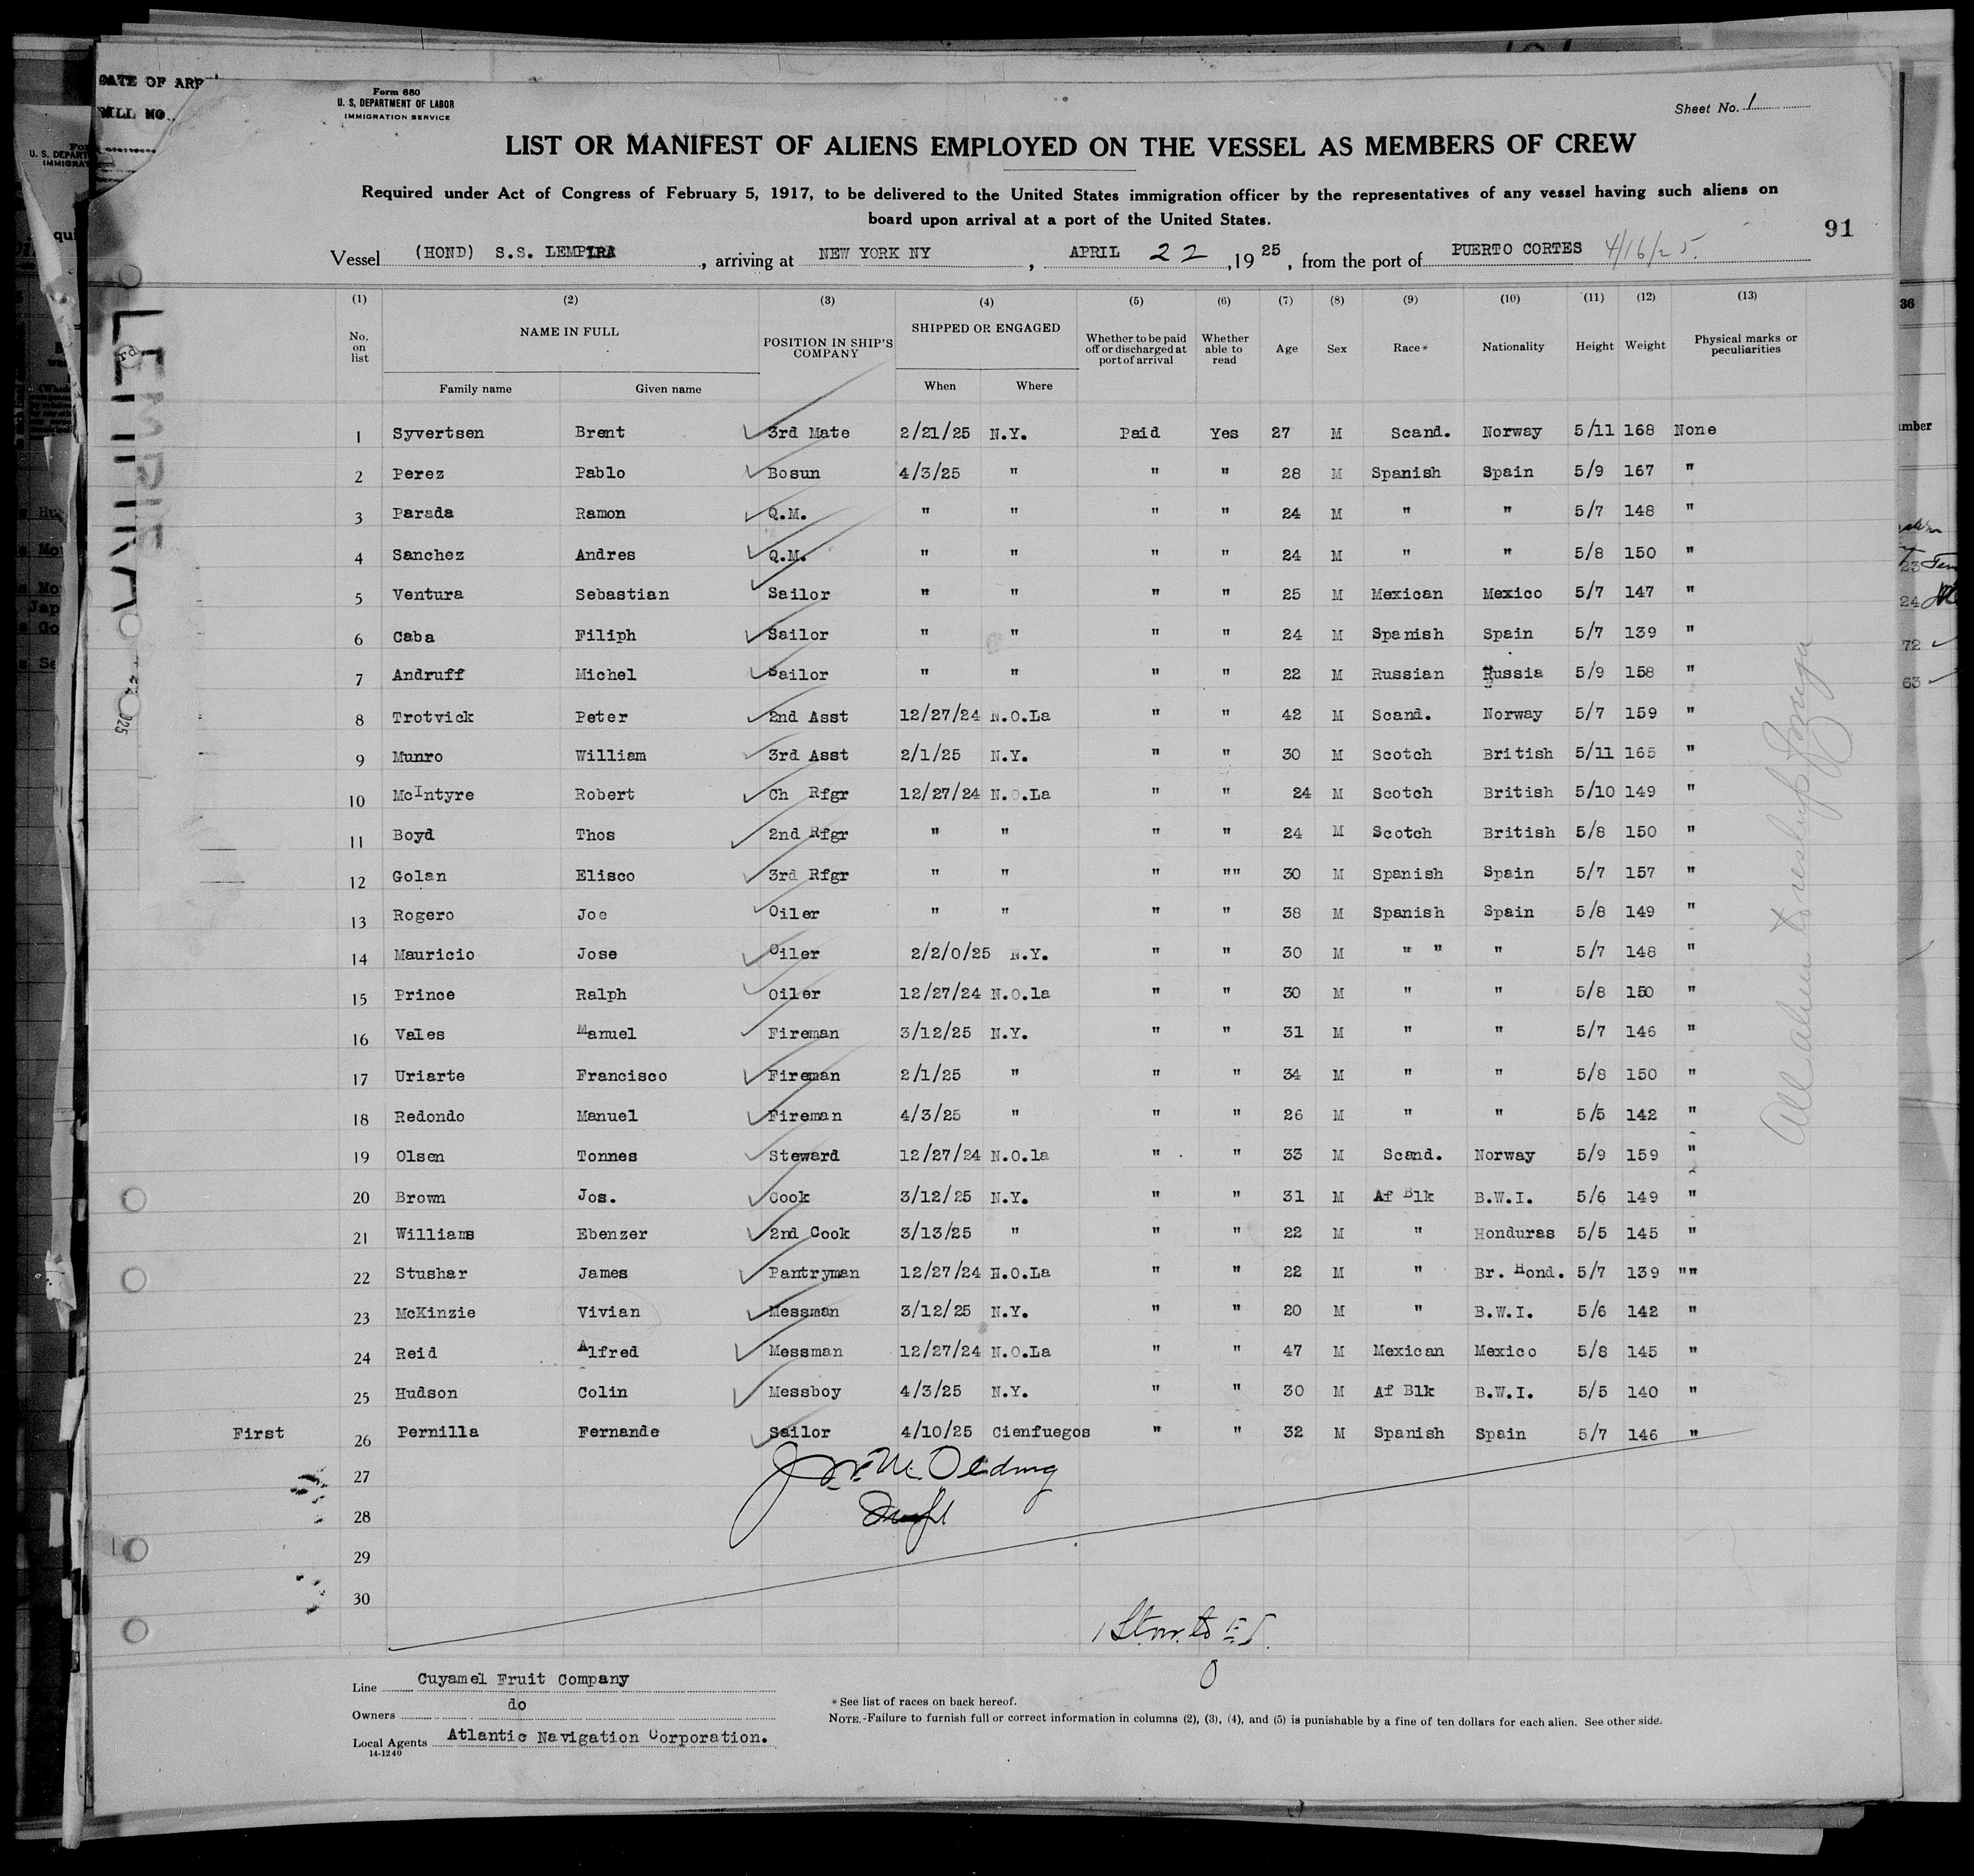 DATE OF ARR
Form 680
U. S. DEPARTMENT OF LABOR
IMMIGRATION SERVICE
Sheet No. 1
LIST OR MANIFEST OF ALIENS EMPLOYED ON THE VESSEL AS MEMBERS OF CREW
Required under Act of Congress of February 5, 1917, to be delivered to the United States immigration officer by the representatives of any vessel having such aliens on
board upon arrival at a port of the United States.
91
Vessel (HOND) S.S. LEMPIRA, arriving at NEW YORK NY, APRIL 22, 1925, from the port of PUERTO CORTES 4/16/25.
(1) (2) (3) (4) (5) (6) (7) (8) (9) (10) (11) (12) (13)
No. on list NAME IN FULL POSITION IN SHIP'S COMPANY SHIPPED OR ENGAGED Whether to be paid off or discharged at port of arrival Whether able to read Age Sex Race* Nationality Height Weight Physical marks or peculiarities
Family name Given name When Where
1 Syvertsen Brent 3rd Mate 2/21/25 N.Y. Paid Yes 27 M Scand. Norway 5/11 168 None
2 Perez Pablo Bosun 4/3/25 " " " 28 M Spanish Spain 5/9 167 "
3 Parada Ramon Q.M. " " " " 24 M " " 5/7 148 "
4 Sanchez Andres Q.M. " " " " 24 M " " 5/8 150 "
5 Ventura Sebastian Sailor " " " " 25 M Mexican Mexico 5/7 147 "
6 Caba Filiph Sailor " " " " 24 M Spanish Spain 5/7 139 "
7 Andruff Michel Sailor " " " " 22 M Russian Russia 5/9 158 "
8 Trotvick Peter 2nd Asst 12/27/24 N.O.La " " 42 M Scand. Norway 5/7 159 "
9 Munro William 3rd Asst 2/1/25 N.Y. " " 30 M Scotch British 5/11 165 "
10 McIntyre Robert Ch Rfgr 12/27/24 N.O.La " " 24 M Scotch British 5/10 149 "
11 Boyd Thos 2nd Rfgr " " " " 24 M Scotch British 5/8 150 "
12 Golan Elisco 3rd Rfgr " " " "" 30 M Spanish Spain 5/7 157 "
13 Rogero Joe Oiler " " " " 38 M Spanish Spain 5/8 149 "
14 Mauricio Jose Oiler 2/2/0/25 N.Y. " " 30 M " " " 5/7 148 "
15 Prince Ralph Oiler 12/27/24 N.O.la " " 30 M " " 5/8 150 "
16 Vales Manuel Fireman 3/12/25 N.Y. " " 31 M " " 5/7 146 "
17 Uriarte Francisco Fireman 2/1/25 " " " 34 M " " 5/8 150 "
18 Redondo Manuel Fireman 4/3/25 " " " 26 M " " 5/5 142 "
19 Olsen Tonnes Steward 12/27/24 N.O.la " " 33 M Scand. Norway 5/9 159 "
20 Brown Jos. Cook 3/12/25 N.Y. " " 31 M Af Blk B.W.I. 5/6 149 "
21 Williams Ebenzer 2nd Cook 3/13/25 " " " 22 M " Honduras 5/5 145 "
22 Stushar James Pantryman 12/27/24 N.O.La " " 22 M " Br. Hond. 5/7 139 ""
23 McKinzie Vivian Messman 3/12/25 N.Y. " " 20 M " B.W.I. 5/6 142 "
24 Reid Alfred Messman 12/27/24 N.O.La " " 47 M Mexican Mexico 5/8 145 "
25 Hudson Colin Messboy 4/3/25 N.Y. " " 30 M Af Blk B.W.I. 5/5 140 "
First 26 Pernilla Fernande Sailor 4/10/25 Cienfuegos " " 32 M Spanish Spain 5/7 146 "
27
28
29
30
Line Cuyamel Fruit Company
Owners do
Local Agents Atlantic Navigation Corporation.
14-1240
*See list of races on back hereof.
NOTE.-Failure to furnish full or correct information in columns (2), (3), (4), and (5) is punishable by a fine of ten dollars for each alien. See other side.